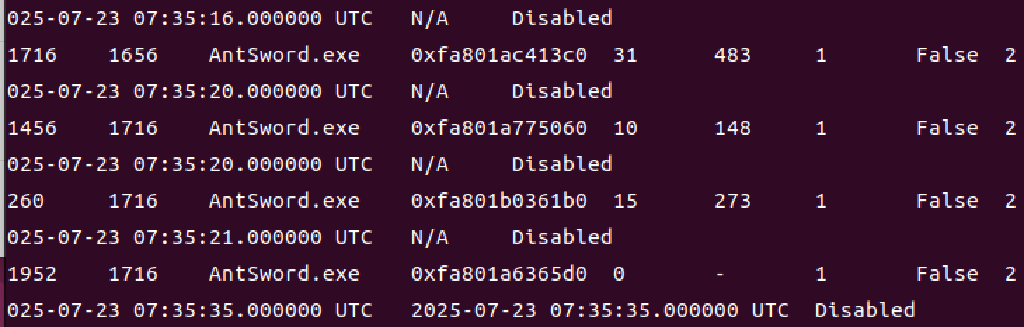 025-07-23 07:35:16.000000 UTC N/A Disabled
1716 1656 AntSword.exe 0xfa801ac413c0 31 483 1 False 2
025-07-23 07:35:20.000000 UTC N/A Disabled
1456 1716 AntSword.exe 0xfa801a775060 10 148 1 False 2
025-07-23 07:35:20.000000 UTC N/A Disabled
260 1716 AntSword.exe 0xfa801b0361b0 15 273 1 False 2
025-07-23 07:35:21.000000 UTC N/A Disabled
1952 1716 AntSword.exe 0xfa801a6365d0 0 - 1 False 2
025-07-23 07:35:35.000000 UTC 2025-07-23 07:35:35.000000 UTC Disabled